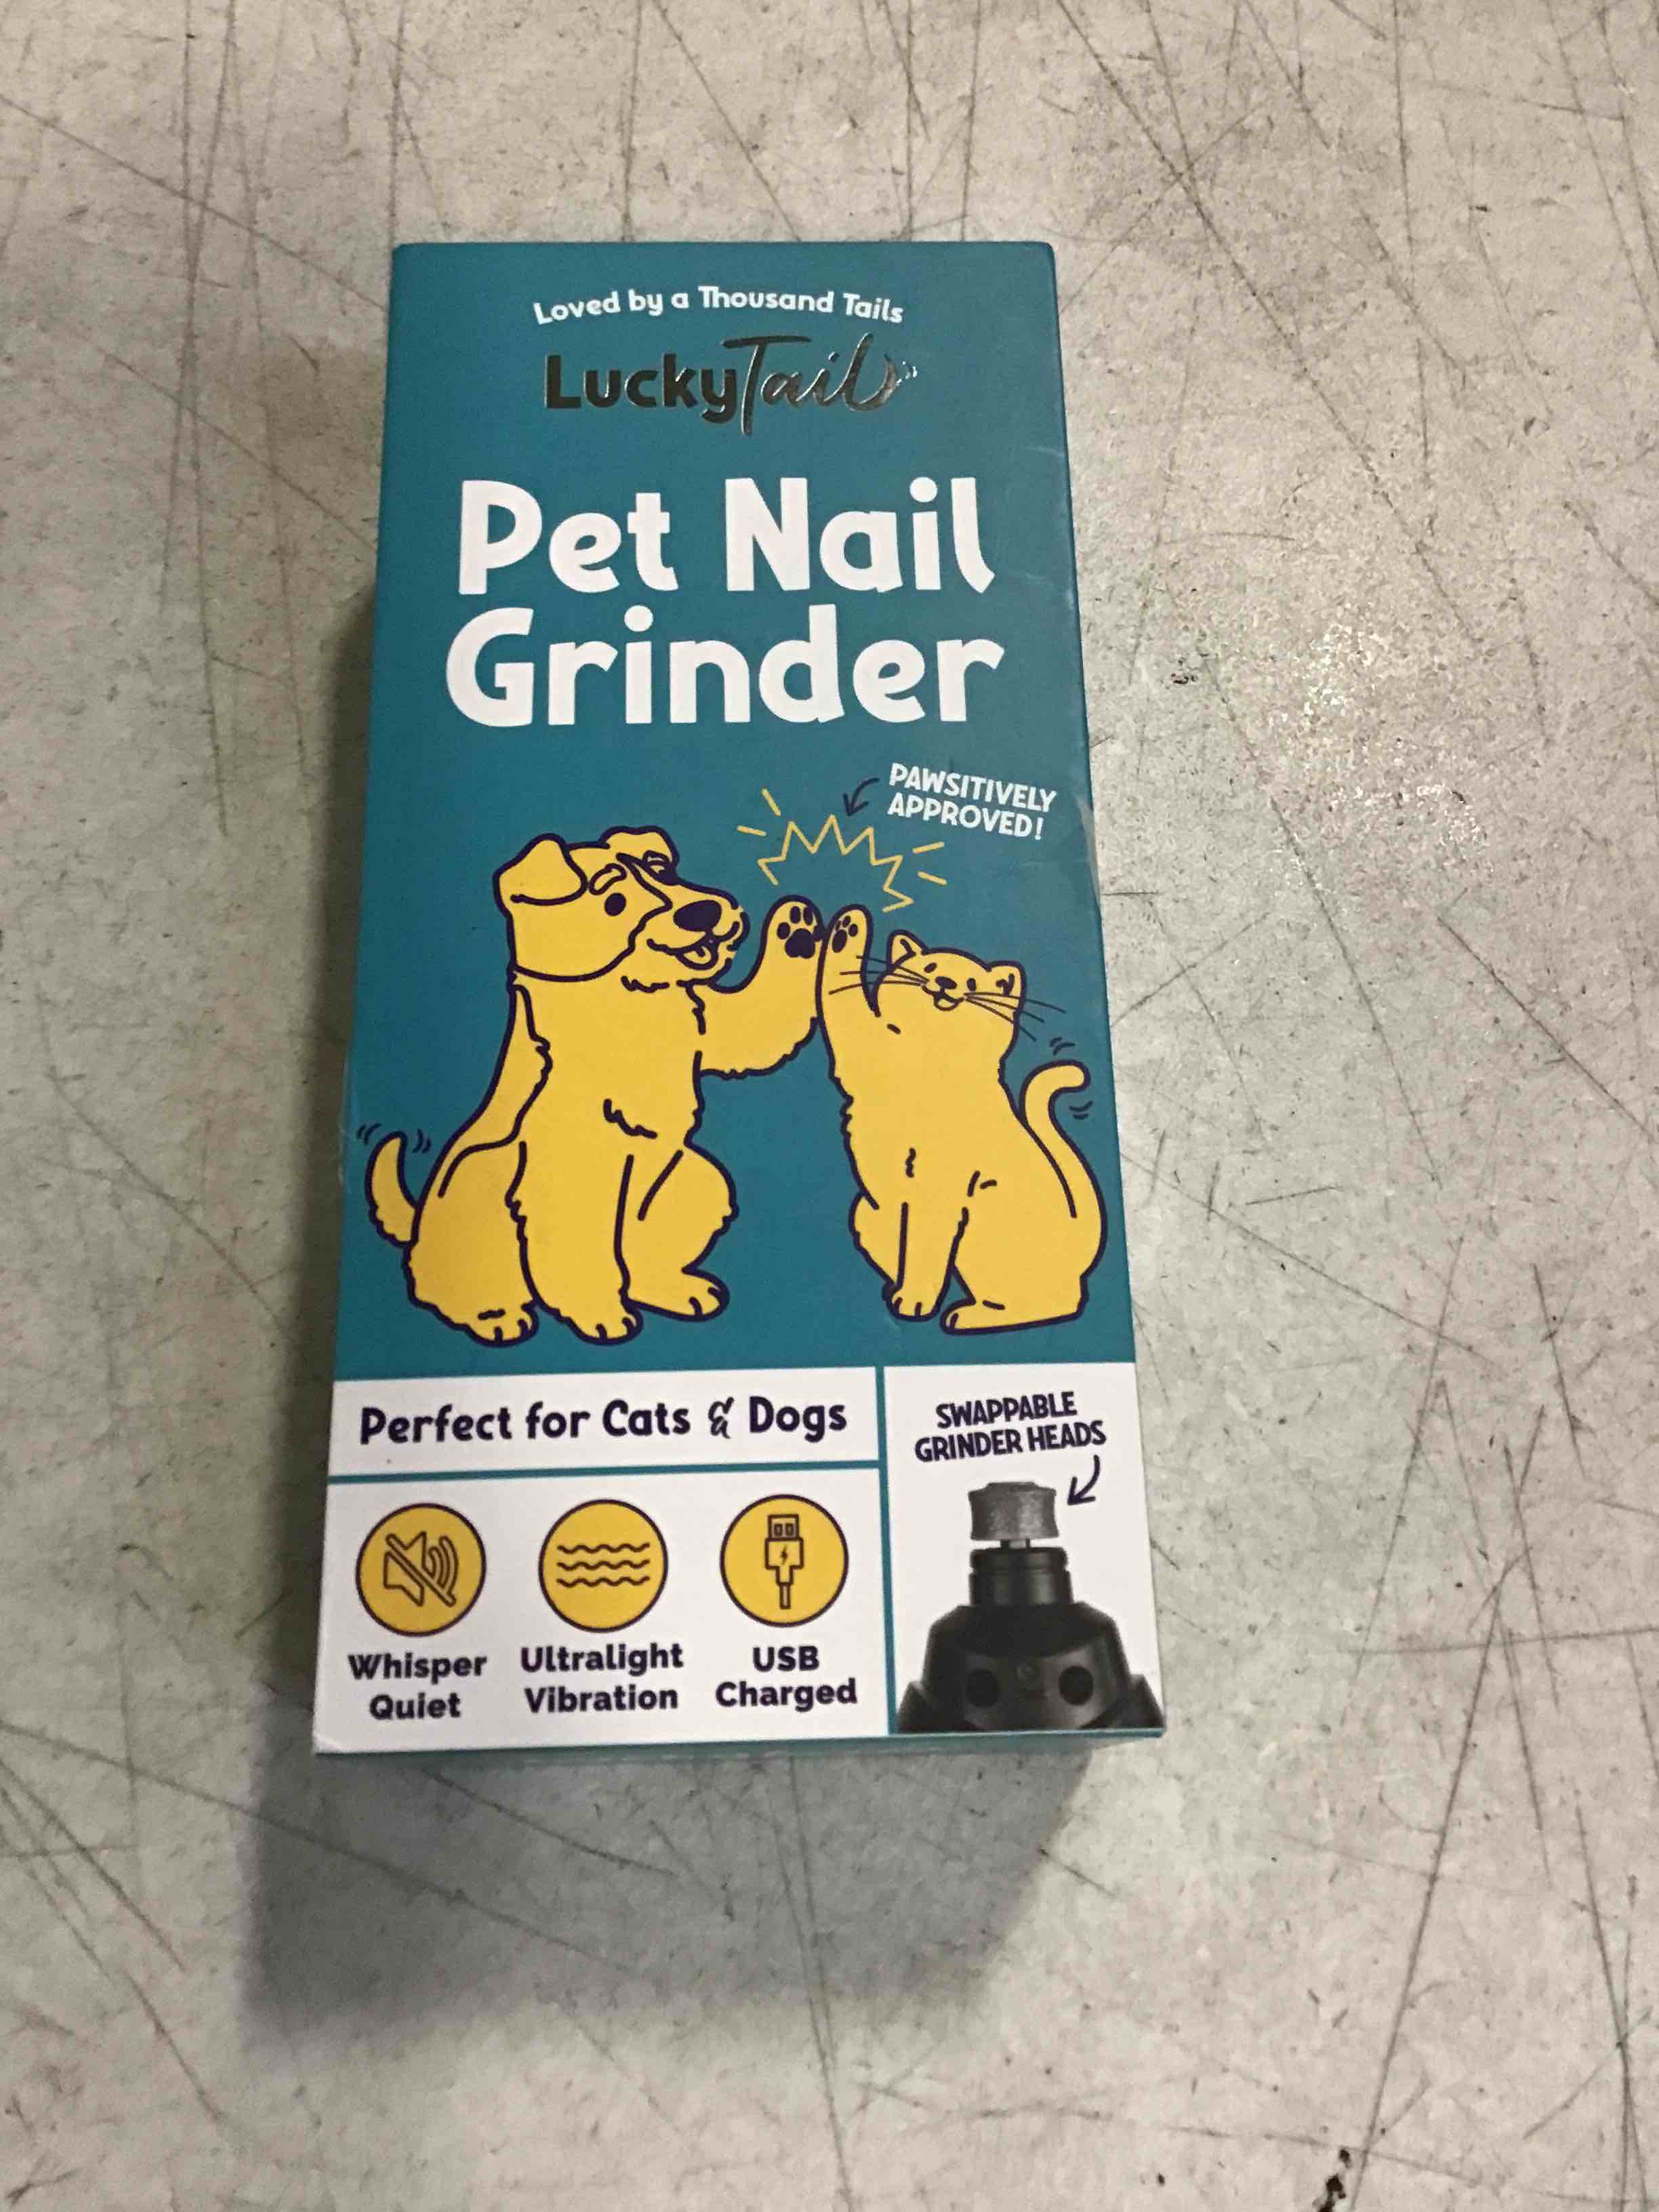 Loved by a Thousand Tails
LuckyTail
Pet Nail
Grinder
PAWSITIVELY
APPROVED!
Perfect for Cats & Dogs
SWAPPABLE
GRINDER HEADS
Whisper
Quiet
Ultralight
Vibration
USB
Charged